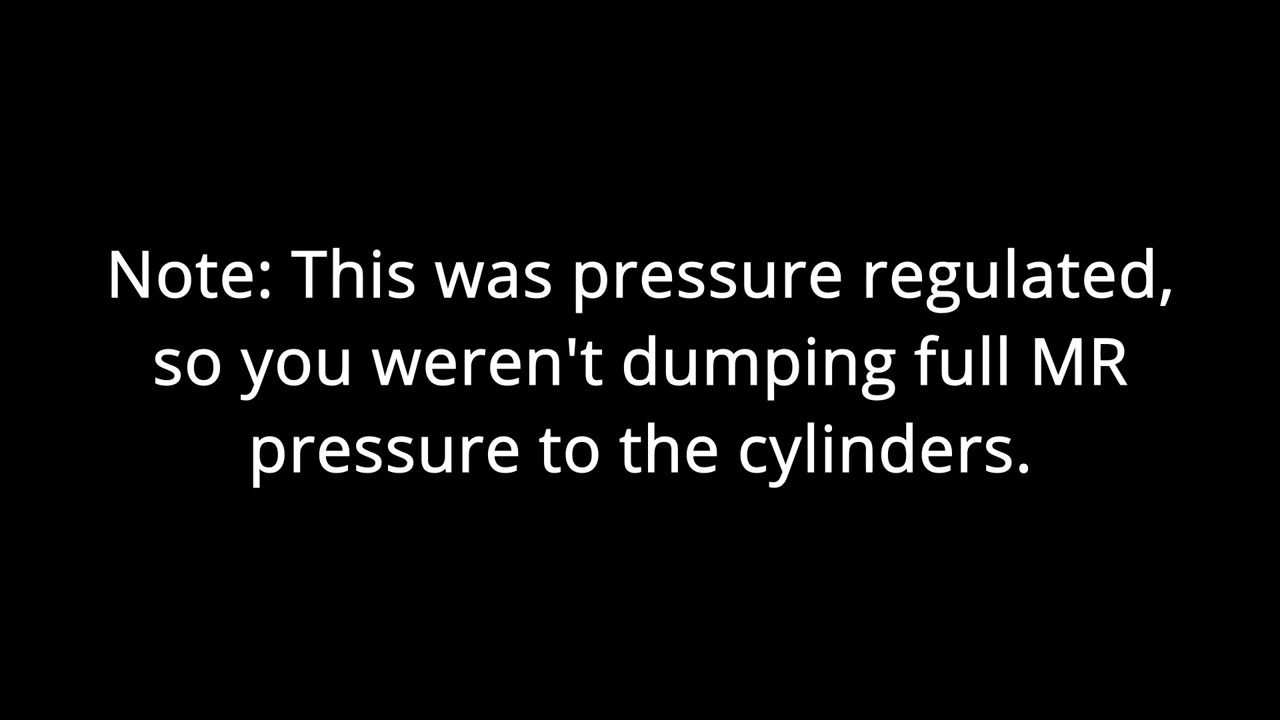 Note: This was pressure regulated,
so you weren't dumping full MR
pressure to the cylinders.